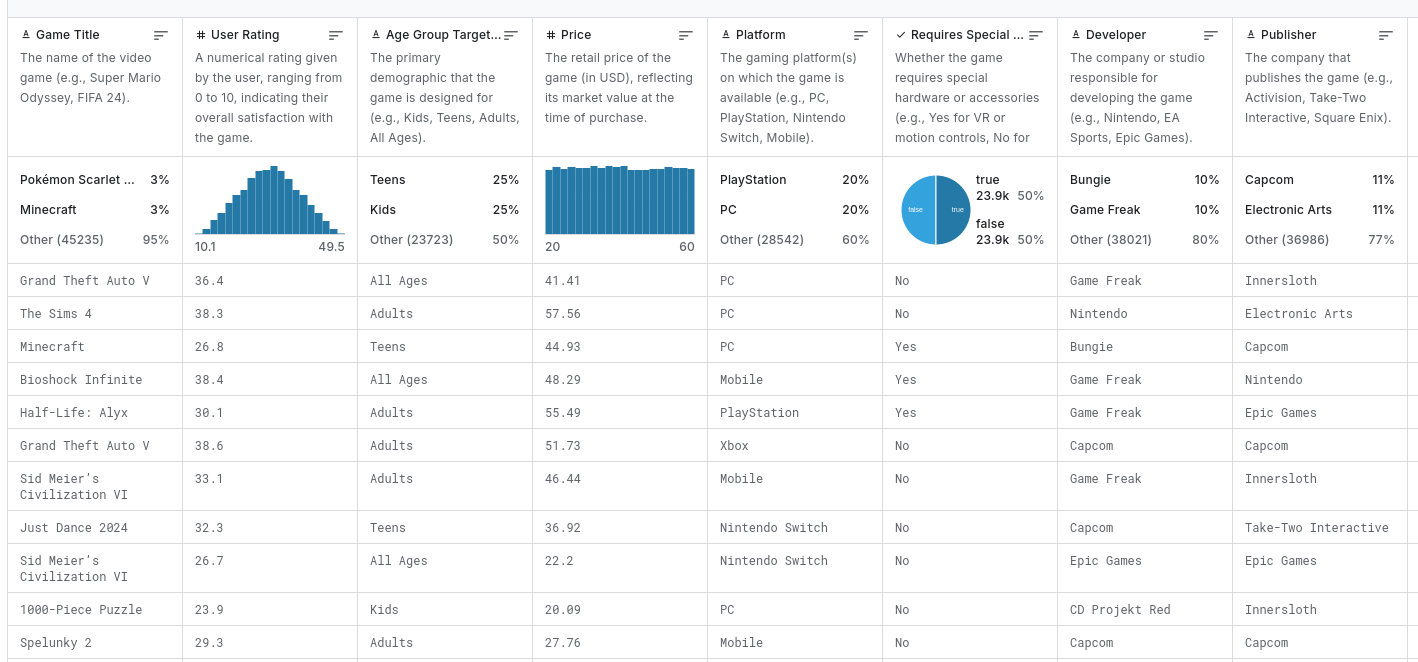 Game Title
The name of the video
game (e.g., Super Mario
Odyssey, FIFA 24).
# User Rating
A numerical rating given
by the user, ranging from
0 to 10, indicating their
overall satisfaction with
the game.
Age Group Target...
The primary
demographic that the
game is designed for
(e.g., Kids, Teens, Adults,
All Ages).
# Price
The retail price of the
game (in USD), reflecting
its market value at the
time of purchase.
Platform
The gaming platform(s)
on which the game is
available (e.g., PC,
PlayStation, Nintendo
Switch, Mobile).
Requires Special ...
Whether the game
requires special
hardware or accessories
(e.g., Yes for VR or
motion controls, No for
Developer
The company or studio
responsible for
developing the game
(e.g., Nintendo, EA
Sports, Epic Games).
Publisher
The company that
publishes the game (e.g.,
Activision, Take-Two
Interactive, Square Enix).
Pokémon Scarlet ... 3%
Minecraft 3%
Other (45235) 95%
10.1 49.5
Teens 25%
Kids 25%
Other (23723) 50%
20 60
PlayStation 20%
PC 20%
Other (28542) 60%
false true
true
23.9k 50%
false
23.9k 50%
Bungie 10%
Game Freak 10%
Other (38021) 80%
Capcom 11%
Electronic Arts 11%
Other (36986) 77%
Grand Theft Auto V 36.4 All Ages 41.41 PC No Game Freak Innersloth
The Sims 4 38.3 Adults 57.56 PC No Nintendo Electronic Arts
Minecraft 26.8 Teens 44.93 PC Yes Bungie Capcom
Bioshock Infinite 38.4 All Ages 48.29 Mobile Yes Game Freak Nintendo
Half-Life: Alyx 30.1 Adults 55.49 PlayStation Yes Game Freak Epic Games
Grand Theft Auto V 38.6 Adults 51.73 Xbox No Capcom Capcom
Sid Meier’s 33.1 Adults 46.44 Mobile No Game Freak Innersloth
Civilization VI
Just Dance 2024 32.3 Teens 36.92 Nintendo Switch No Capcom Take-Two Interactive
Sid Meier’s 26.7 All Ages 22.2 Nintendo Switch No Epic Games Epic Games
Civilization VI
1000-Piece Puzzle 23.9 Kids 20.09 PC No CD Projekt Red Innersloth
Spelunky 2 29.3 Adults 27.76 Mobile No Capcom Capcom